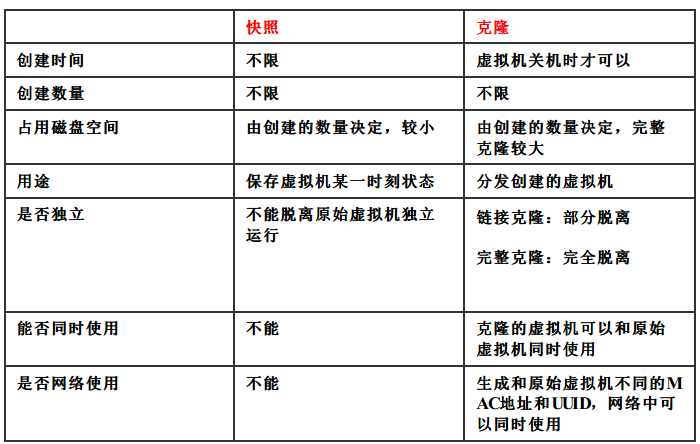 快照 克隆
创建时间 不限 虚拟机关机时才可以
创建数量 不限 不限
占用磁盘空间 由创建的数量决定，较小 由创建的数量决定，完整
克隆较大
用途 保存虚拟机某一时刻状态 分发创建的虚拟机
是否独立 不能脱离原始虚拟机独立
运行
链接克隆：部分脱离
完整克隆：完全脱离
能否同时使用 不能 克隆的虚拟机可以和原始
虚拟机同时使用
是否网络使用 不能 生成和原始虚拟机不同的M
AC地址和UUID，网络中可
以同时使用